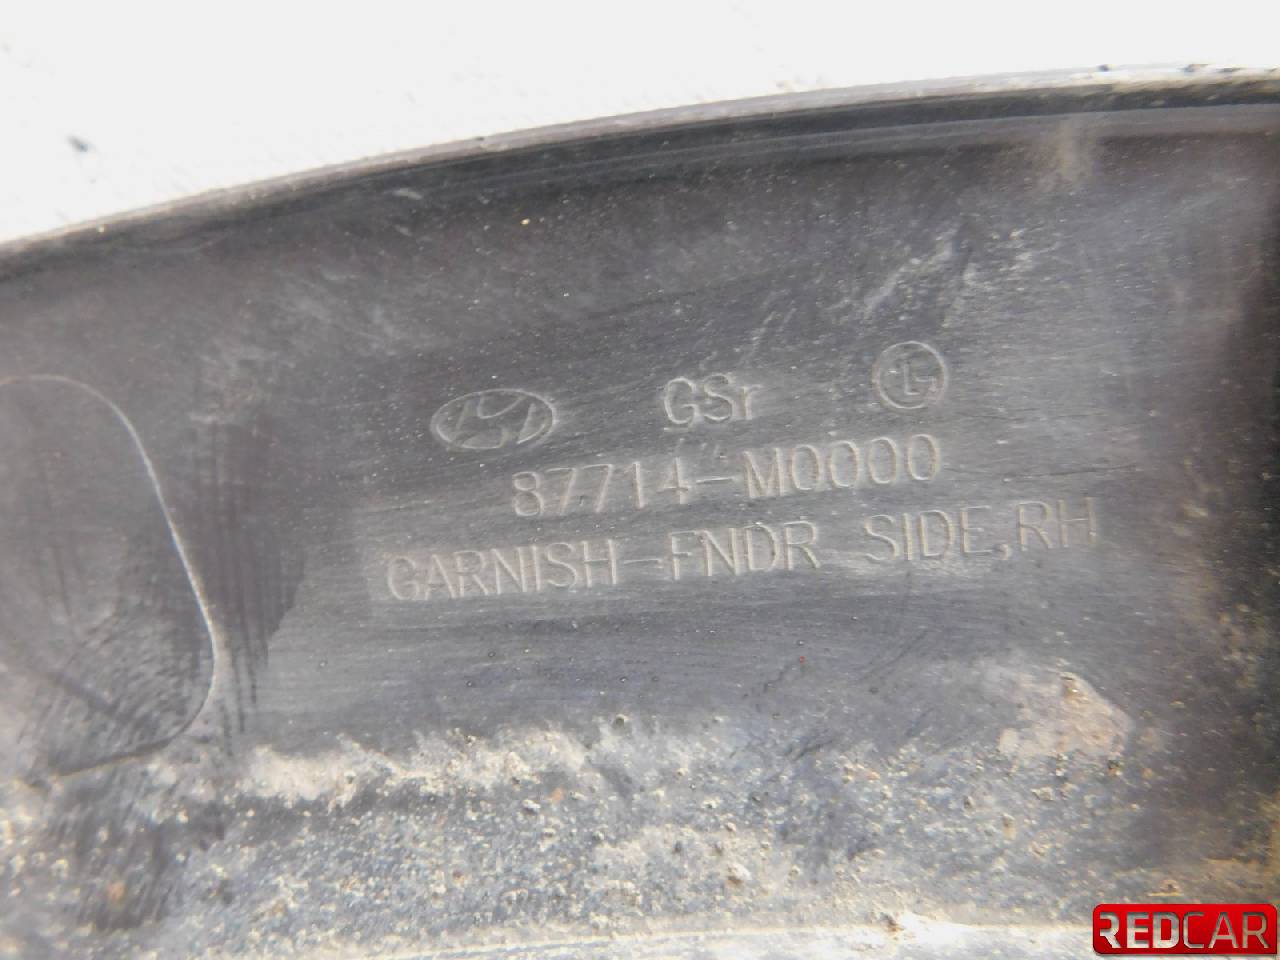 GSr L
87714-M0000
GARNISH-FNDR SIDE,RH
REDCAR